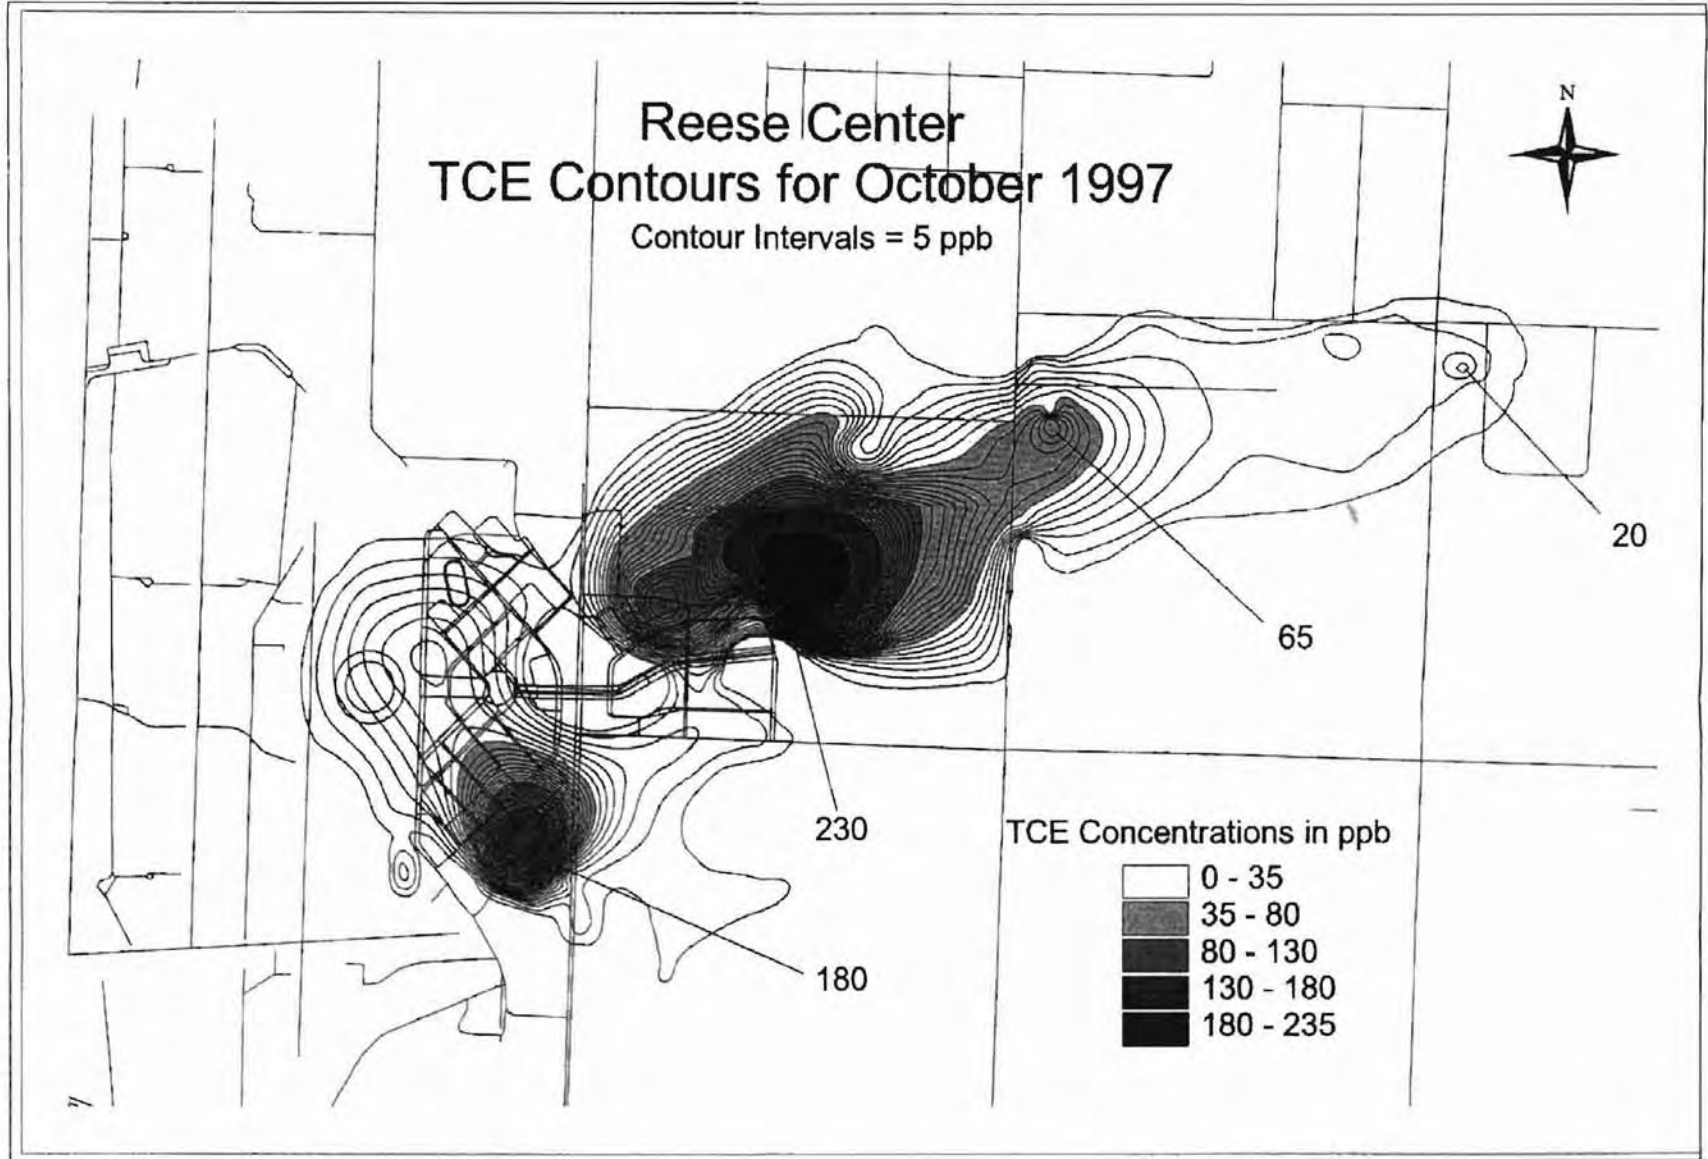 Reese Center
TCE Contours for October 1997
Contour Intervals = 5 ppb
N
20
65
230
180
TCE Concentrations in ppb
0 - 35
35 - 80
80 - 130
130 - 180
180 - 235